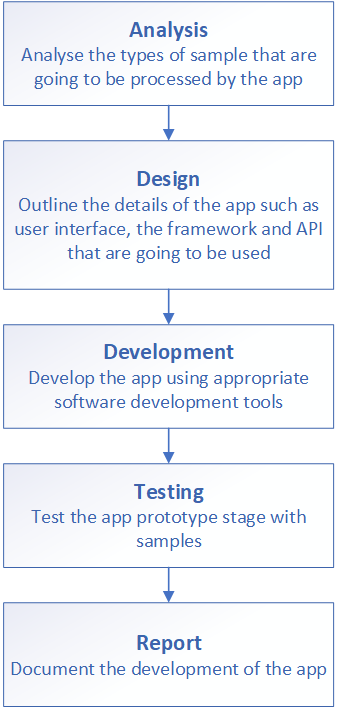 Analysis
Analyse the types of sample that are
going to be processed by the app
Design
Outline the details of the app such as
user interface, the framework and API
that are going to be used
Development
Develop the app using appropriate
software development tools
Testing
Test the app prototype stage with
samples
Report
Document the development of the app